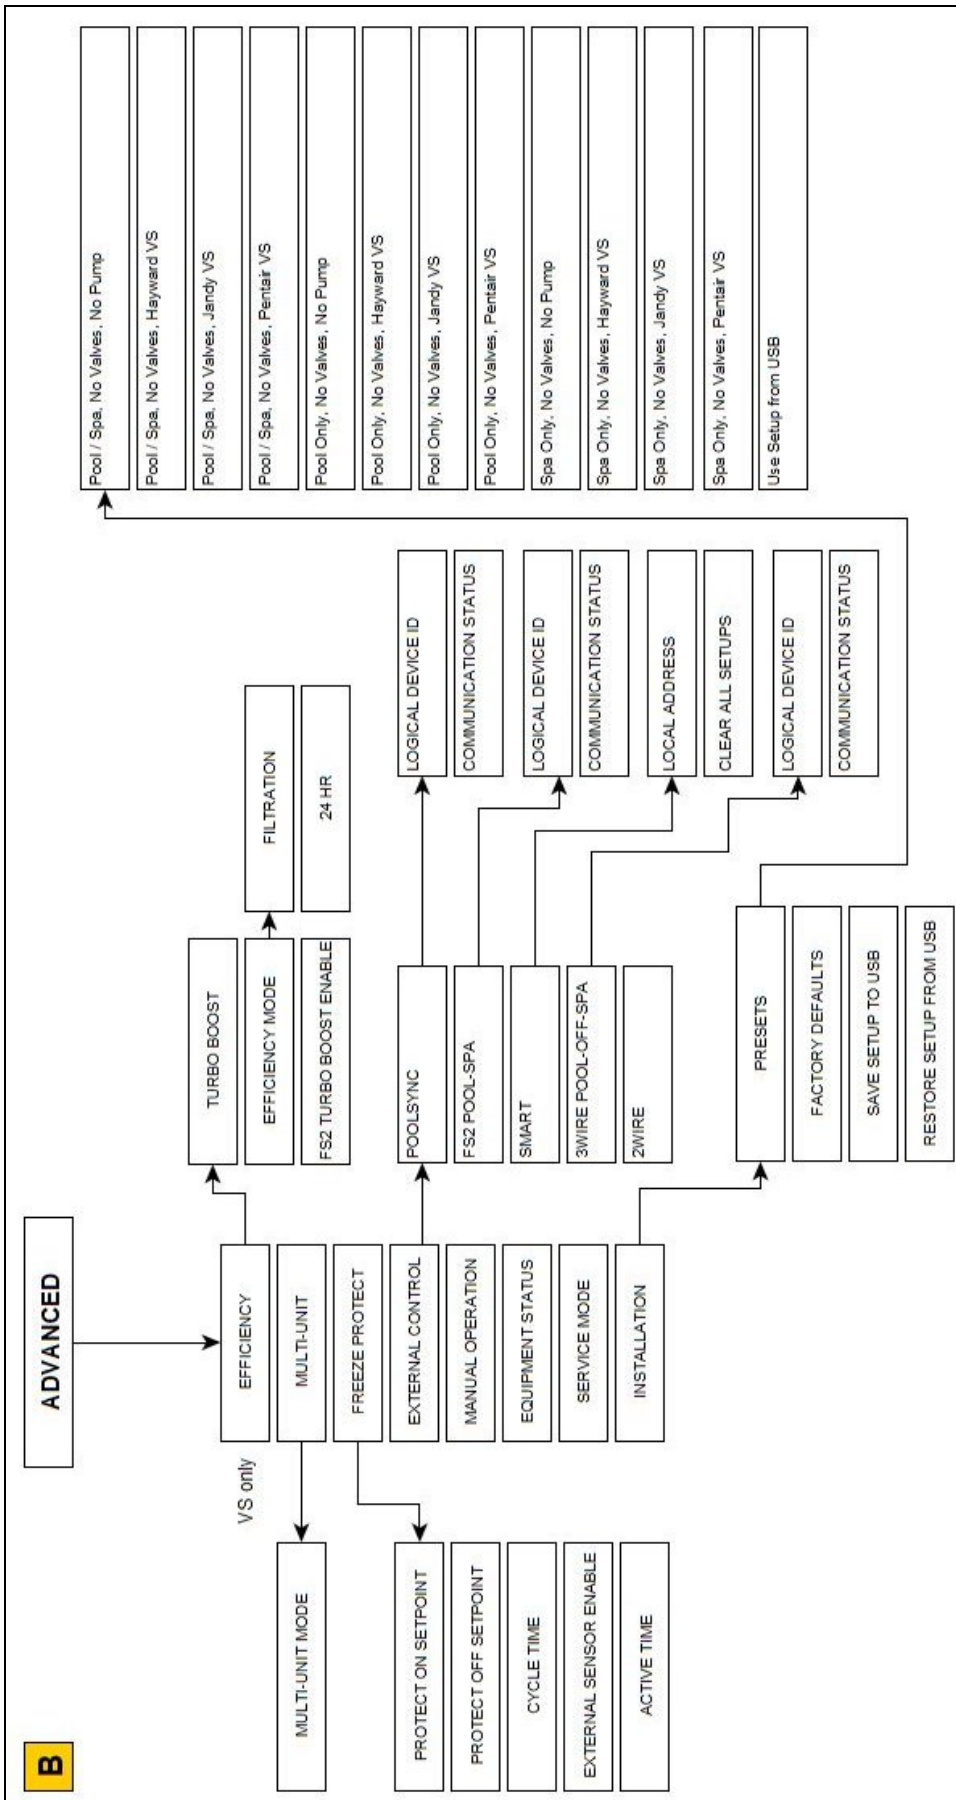 B
ADVANCED
VS only
EFFICIENCY
MULTI-UNIT
FREEZE PROTECT
EXTERNAL CONTROL
MANUAL OPERATION
EQUIPMENT STATUS
SERVICE MODE
INSTALLATION
MULTI-UNIT MODE
PROTECT ON SETPOINT
PROTECT OFF SETPOINT
CYCLE TIME
EXTERNAL SENSOR ENABLE
ACTIVE TIME
TURBO BOOST
EFFICIENCY MODE
FS2 TURBO BOOST ENABLE
FILTRATION
24 HR
POOLSYNC
FS2 POOL-SPA
SMART
3WIRE POOL-OFF-SPA
2WIRE
LOGICAL DEVICE ID
COMMUNICATION STATUS
LOGICAL DEVICE ID
COMMUNICATION STATUS
LOCAL ADDRESS
CLEAR ALL SETUPS
LOGICAL DEVICE ID
COMMUNICATION STATUS
PRESETS
FACTORY DEFAULTS
SAVE SETUP TO USB
RESTORE SETUP FROM USB
Pool / Spa, No Valves, No Pump
Pool / Spa, No Valves, Hayward VS
Pool / Spa, No Valves, Jandy VS
Pool / Spa, No Valves, Pentair VS
Pool Only, No Valves, No Pump
Pool Only, No Valves, Hayward VS
Pool Only, No Valves, Jandy VS
Pool Only, No Valves, Pentair VS
Spa Only, No Valves, No Pump
Spa Only, No Valves, Hayward VS
Spa Only, No Valves, Jandy VS
Spa Only, No Valves, Pentair VS
Use Setup from USB